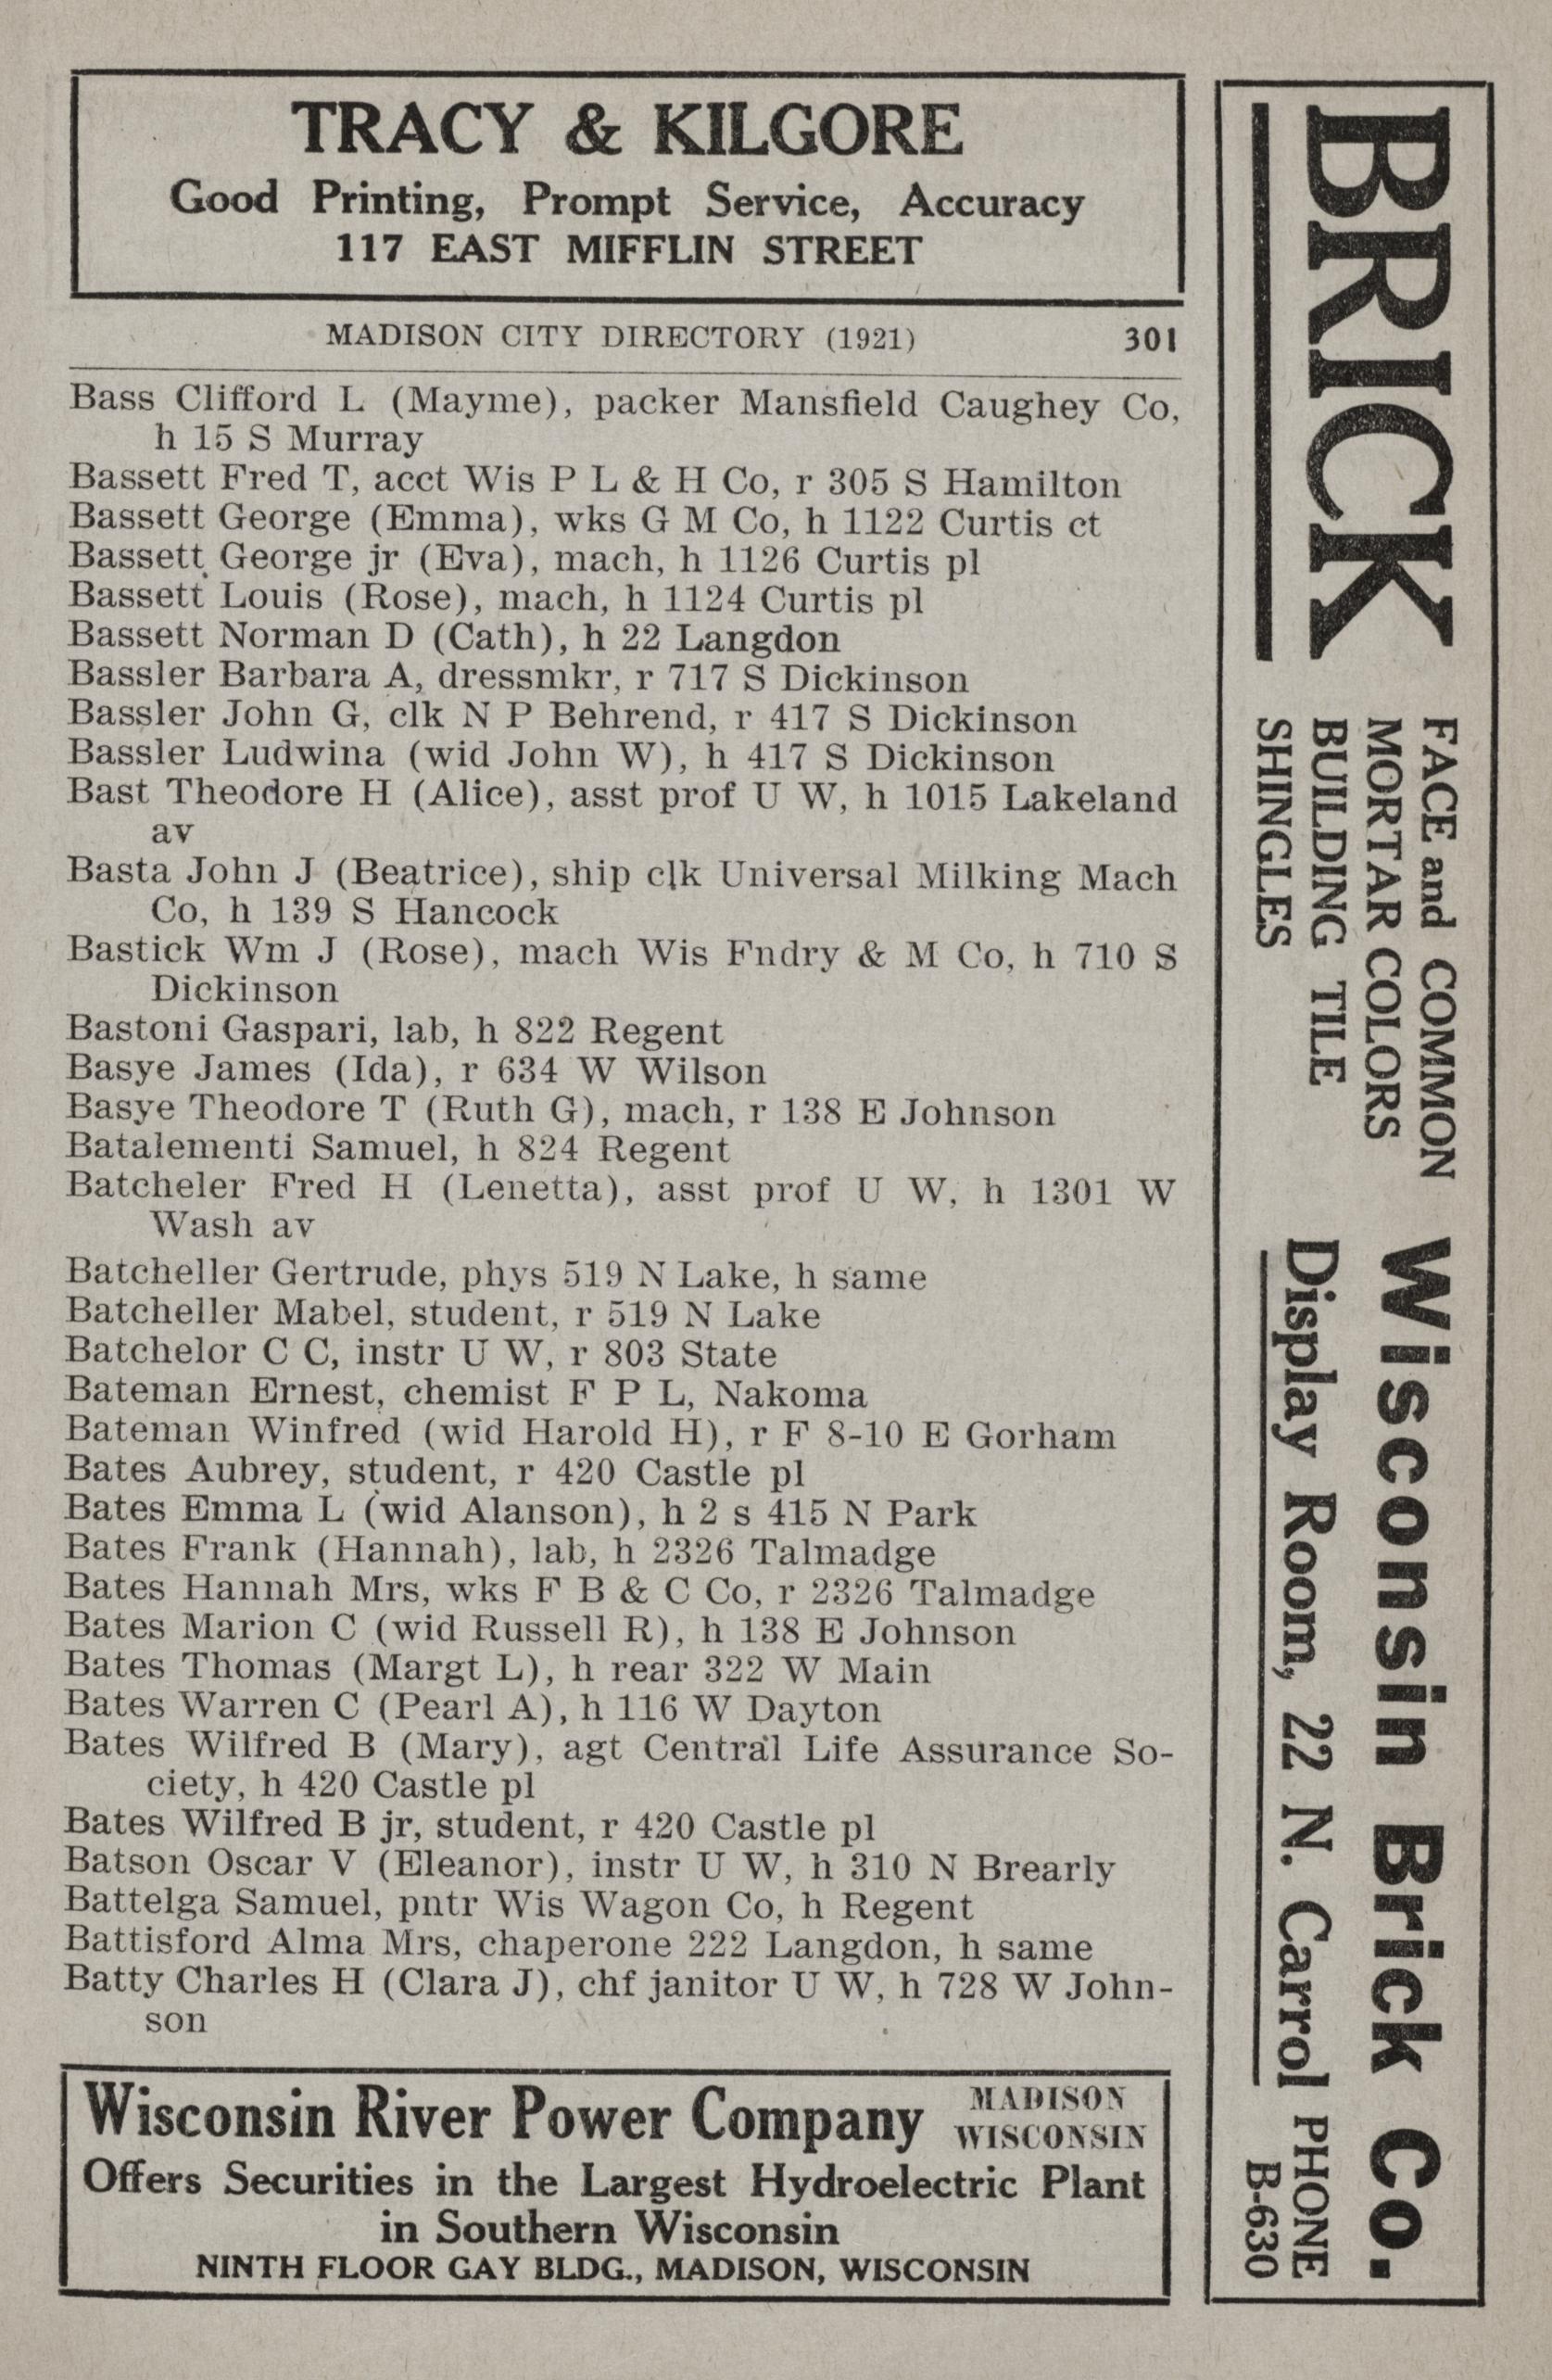 TRACY & KILGORE
Good Printing, Prompt Service, Accuracy
117 EAST MIFFLIN STREET
MADISON CITY DIRECTORY (1921) 301
Bass Clifford L (Mayme), packer Mansfield Caughey Co,
h 15 S Murray
Bassett Fred T, acct Wis P L & H Co, r 305 S Hamilton
Bassett George (Emma), wks G M Co, h 1122 Curtis ct
Bassett George jr (Eva), mach, h 1126 Curtis pl
Bassett Louis (Rose), mach, h 1124 Curtis pl
Bassett Norman D (Cath), h 22 Langdon
Bassler Barbara A, dressmkr, r 717 S Dickinson
Bassler John G, clk N P Behrend, r 417 S Dickinson
Bassler Ludwina (wid John W), h 417 S Dickinson
Bast Theodore H (Alice), asst prof U W, h 1015 Lakeland
av
Basta John J (Beatrice), ship clk Universal Milking Mach
Co, h 139 S Hancock
Bastick Wm J (Rose), mach Wis Fndry & M Co, h 710 S
Dickinson
Bastoni Gaspari, lab, h 822 Regent
Basye James (Ida), r 634 W Wilson
Basye Theodore T (Ruth G), mach, r 138 E Johnson
Batalementi Samuel, h 824 Regent
Batcheler Fred H (Lenetta), asst prof U W, h 1301 W
Wash av
Batcheller Gertrude, phys 519 N Lake, h same
Batcheller Mabel, student, r 519 N Lake
Batchelor C C, instr U W, r 803 State
Bateman Ernest, chemist F P L, Nakoma
Bateman Winfred (wid Harold H), r F 8-10 E Gorham
Bates Aubrey, student, r 420 Castle pl
Bates Emma L (wid Alanson), h 2 s 415 N Park
Bates Frank (Hannah), lab, h 2326 Talmadge
Bates Hannah Mrs, wks F B & C Co, r 2326 Talmadge
Bates Marion C (wid Russell R), h 138 E Johnson
Bates Thomas (Margt L), h rear 322 W Main
Bates Warren C (Pearl A), h 116 W Dayton
Bates Wilfred B (Mary), agt Central Life Assurance So-
ciety, h 420 Castle pl
Bates Wilfred B jr, student, r 420 Castle pl
Batson Oscar V (Eleanor), instr U W, h 310 N Brearly
Battelga Samuel, pntr Wis Wagon Co, h Regent
Battisford Alma Mrs, chaperone 222 Langdon, h same
Batty Charles H (Clara J), chf janitor U W, h 728 W John-
son
Wisconsin River Power Company MADISON
WISCONSIN
Offers Securities in the Largest Hydroelectric Plant
in Southern Wisconsin
NINTH FLOOR GAY BLDG., MADISON, WISCONSIN
BRICK
FACE and COMMON
MORTAR COLORS
BUILDING TILE
SHINGLES
Wisconsin Brick Co.
Display Room, 22 N. Carrol PHONE
B-630